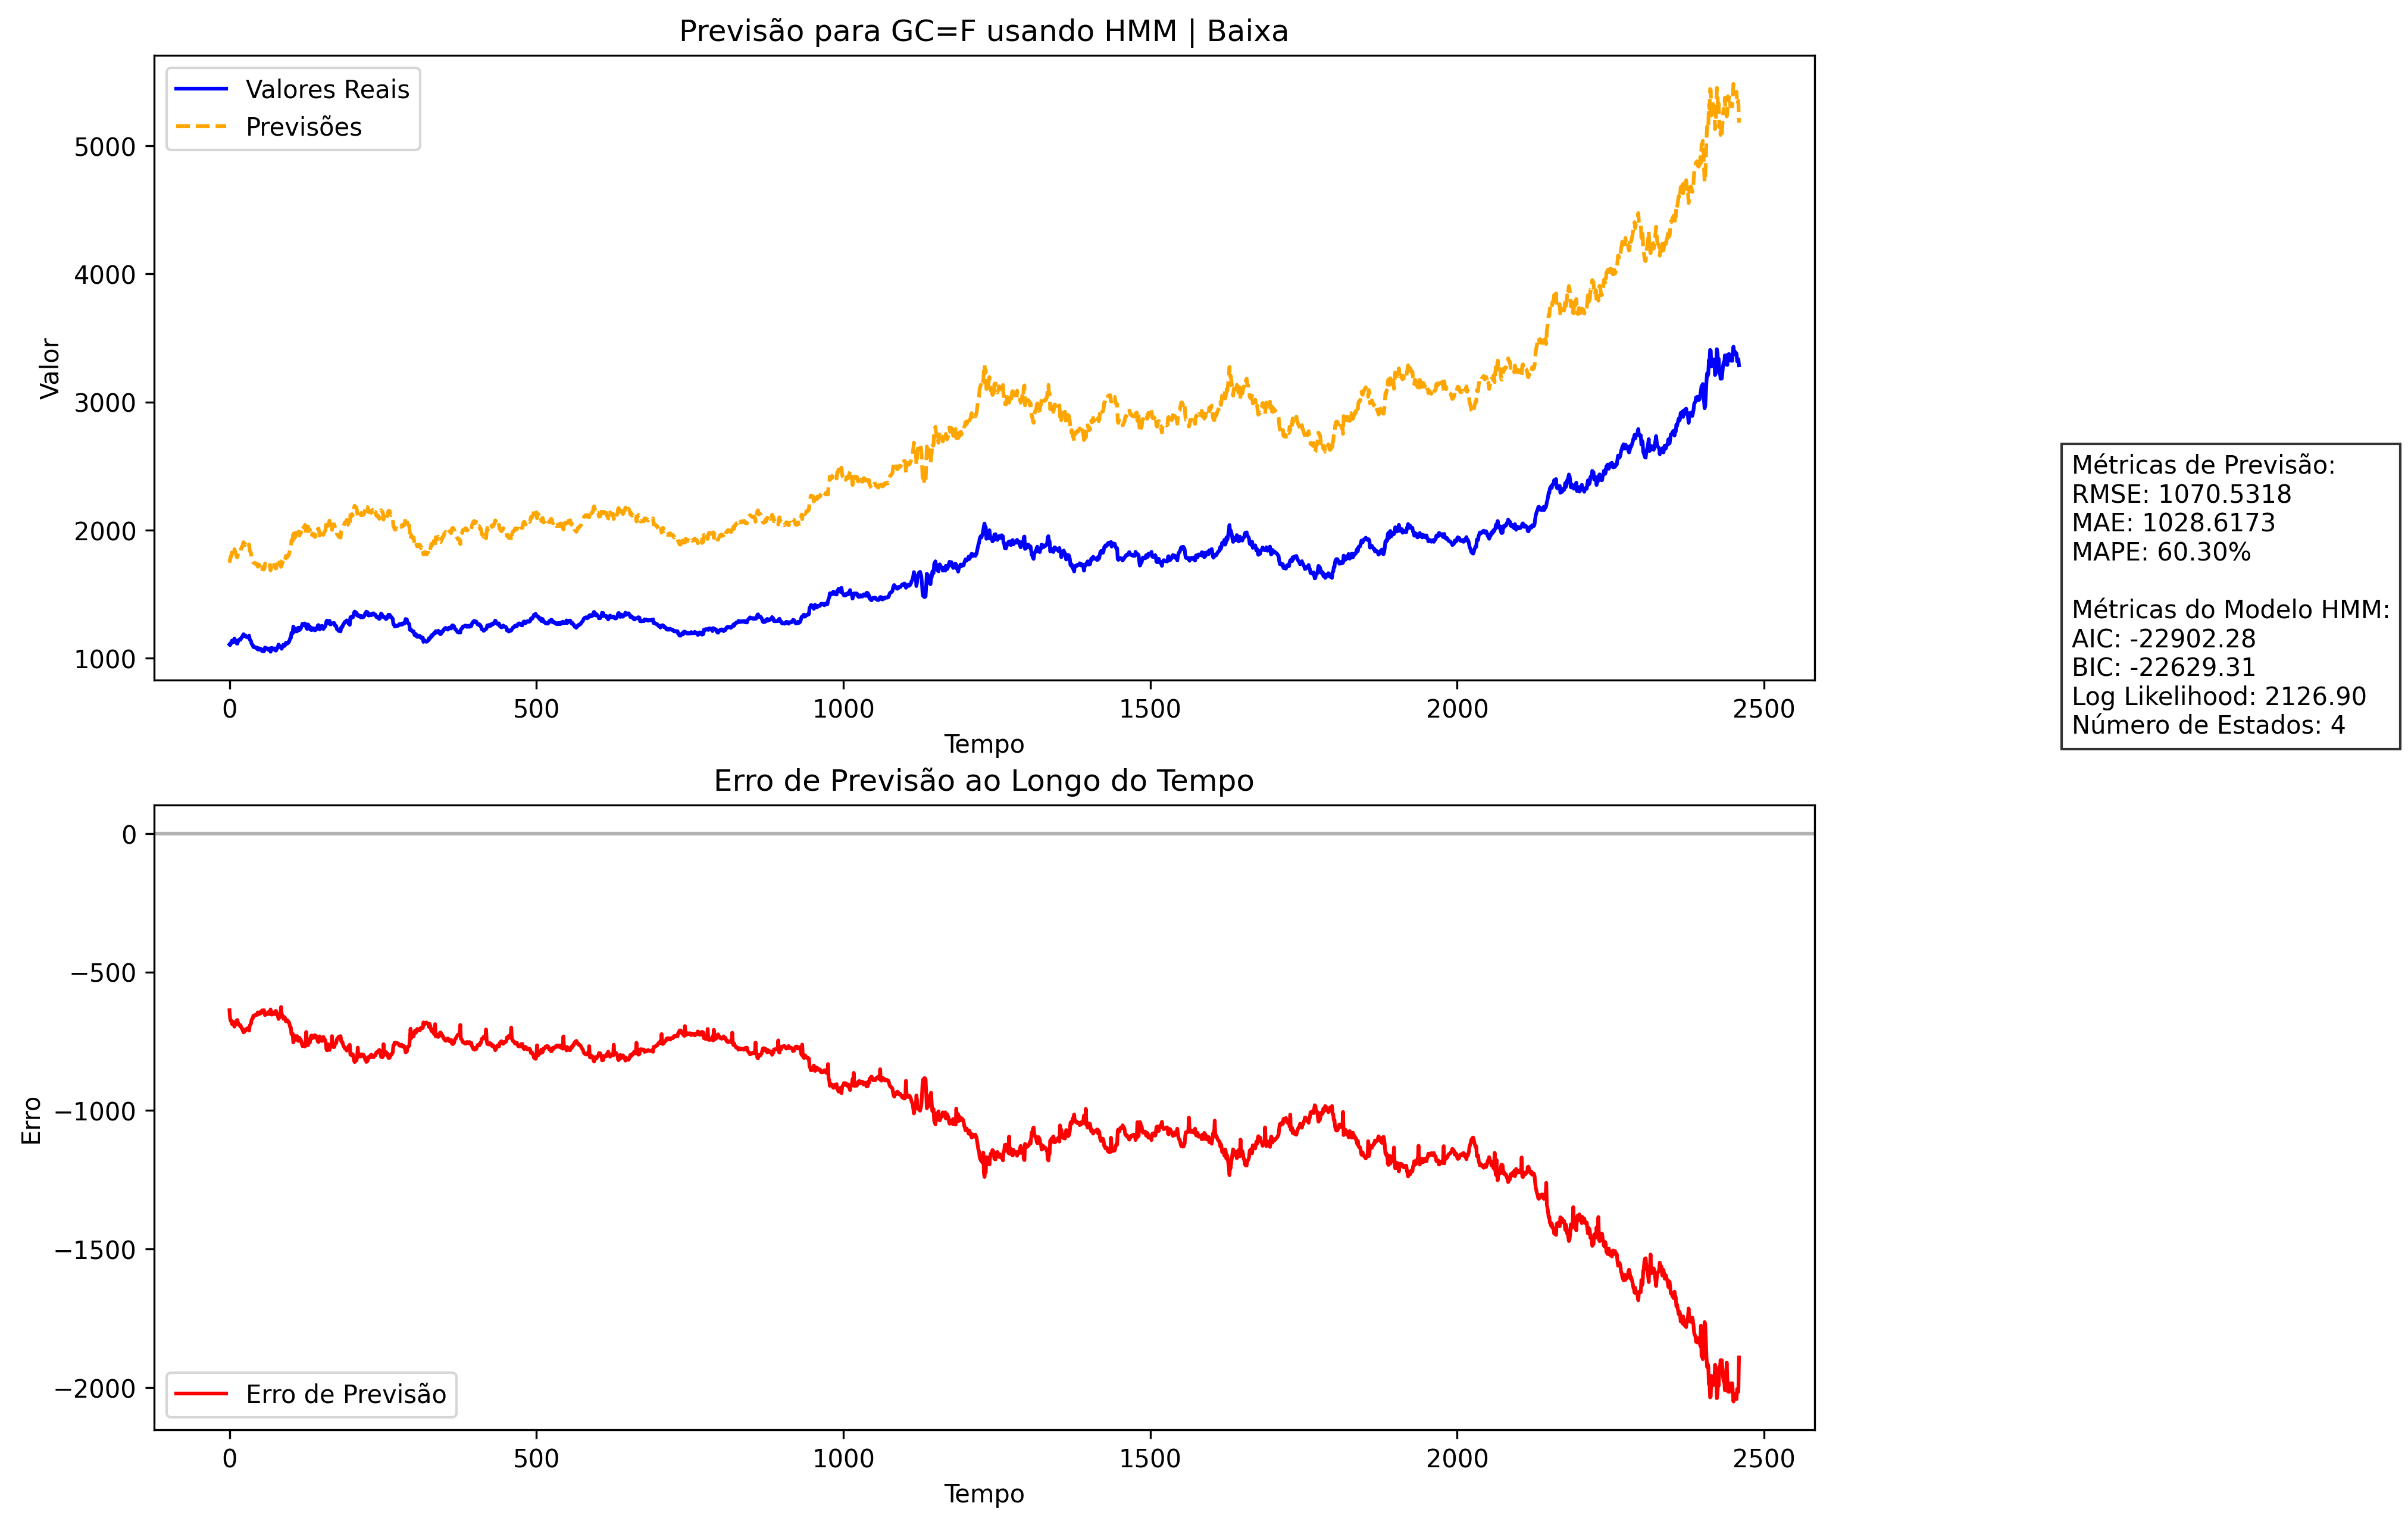 Previsão para GC=F usando HMM | Baixa
Valores Reais
Previsões
Valor
5000
4000
3000
2000
1000
0
500
1000
1500
2000
2500
Tempo
Métricas de Previsão:
RMSE: 1070.5318
MAE: 1028.6173
MAPE: 60.30%
Métricas do Modelo HMM:
AIC: -22902.28
BIC: -22629.31
Log Likelihood: 2126.90
Número de Estados: 4
Erro de Previsão ao Longo do Tempo
Erro
0
−500
−1000
−1500
−2000
Erro de Previsão
0
500
1000
1500
2000
2500
Tempo